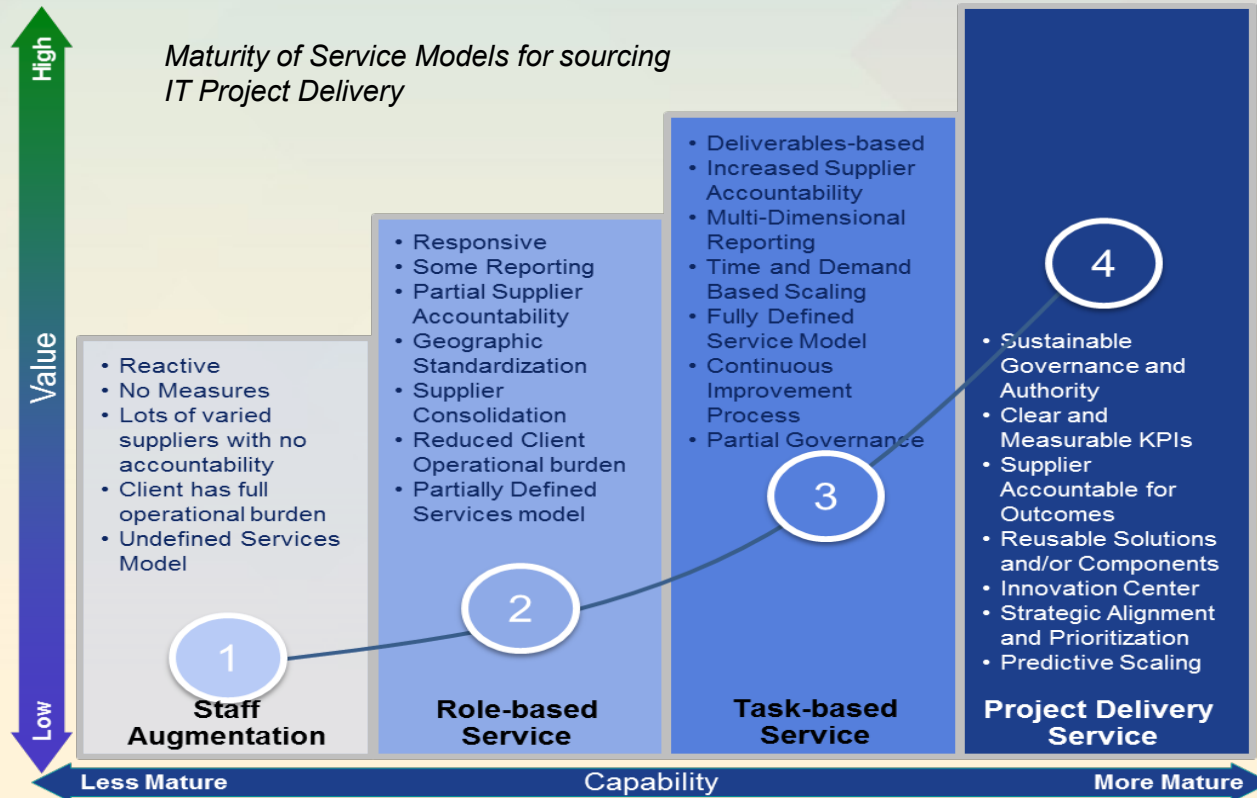 High
Value
Low
Maturity of Service Models for sourcing
IT Project Delivery
• Reactive
• No Measures
• Lots of varied
suppliers with no
accountability
• Client has full
operational burden
• Undefined Services
Model
1
Staff
Augmentation
• Responsive
• Some Reporting
• Partial Supplier
Accountability
• Geographic
Standardization
• Supplier
Consolidation
• Reduced Client
Operational burden
• Partially Defined
Services model
2
Role-based
Service
• Deliverables-based
• Increased Supplier
Accountability
• Multi-Dimensional
Reporting
• Time and Demand
Based Scaling
• Fully Defined
Service Model
• Continuous
Improvement
Process
• Partial Governance
3
Task-based
Service
4
• Sustainable
Governance and
Authority
• Clear and
Measurable KPIs
• Supplier
Accountable for
Outcomes
• Reusable Solutions
and/or Components
• Innovation Center
• Strategic Alignment
and Prioritization
• Predictive Scaling
Project Delivery
Service
Less Mature
Capability
More Mature